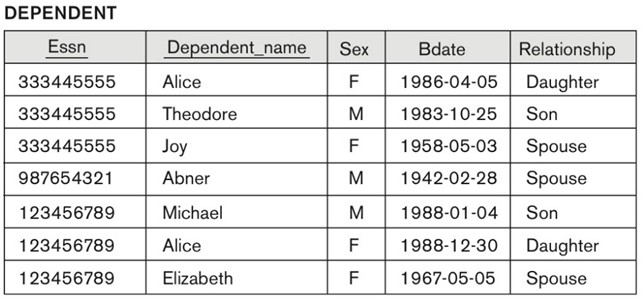 DEPENDENT
Essn Dependent_name Sex Bdate Relationship
333445555 Alice F 1986-04-05 Daughter
333445555 Theodore M 1983-10-25 Son
333445555 Joy F 1958-05-03 Spouse
987654321 Abner M 1942-02-28 Spouse
123456789 Michael M 1988-01-04 Son
123456789 Alice F 1988-12-30 Daughter
123456789 Elizabeth F 1967-05-05 Spouse